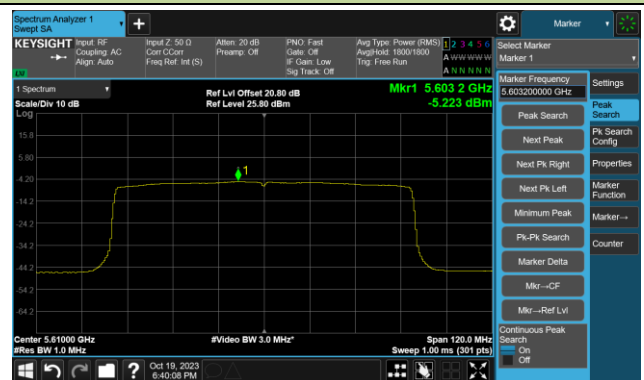 Spectrum Analyzer 1
Swept SA
+
Marker
KEYSIGHT
Input: RF
Coupling: AC
Align: Auto
Input Z: 50 Ω
Corr CCorr
Freq Ref: Int (S)
Atten: 20 dB
Preamp: Off
PNO: Fast
Gate: Off
IF Gain: Low
Sig Track: Off
Avg Type: Power (RMS)
Avg|Hold: 1800/1800
Trig: Free Run
1 2 3 4 5 6
A W W W W W
A N N N N N
LW
Select Marker
Marker 1
1 Spectrum
Scale/Div 10 dB
Log
Ref Lvl Offset 20.80 dB
Ref Level 25.80 dBm
Mkr1 5.603 2 GHz
-5.223 dBm
15.8
5.80
-4.20
-14.2
-24.2
-34.2
-44.2
-54.2
-64.2
1
Center 5.61000 GHz
#Res BW 1.0 MHz
#Video BW 3.0 MHz*
Span 120.0 MHz
Sweep 1.00 ms (301 pts)
Marker Frequency
5.603200000 GHz
Peak Search
Next Peak
Next Pk Right
Next Pk Left
Minimum Peak
Pk-Pk Search
Marker Delta
Mkr→CF
Mkr→Ref Lvl
Continuous Peak
Search
On
Off
Settings
Peak
Search
Pk Search
Config
Properties
Marker
Function
Marker→
Counter
?
Oct 19, 2023
6:40:08 PM